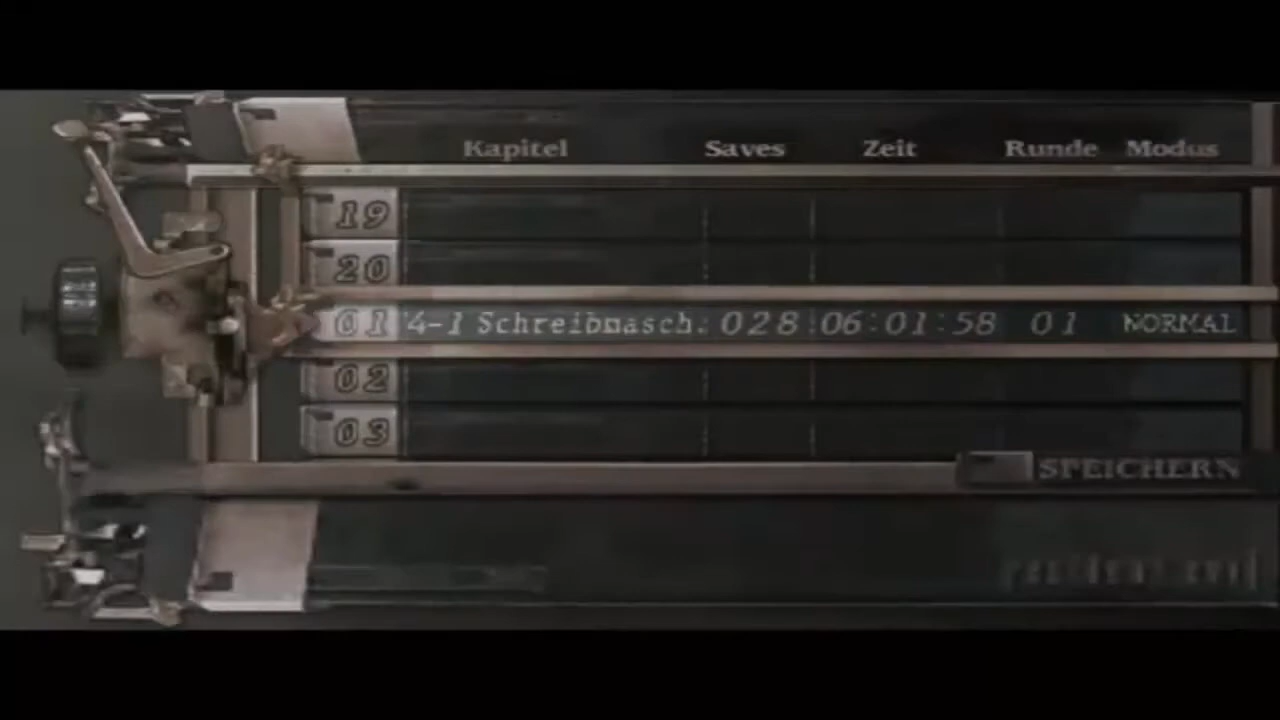 Kapitel Saves Zeit Runde Modus
19
20
01 4-1 Schreibmasch. 028 06:01:58 01 NORMAL
02
03
SPEICHERN